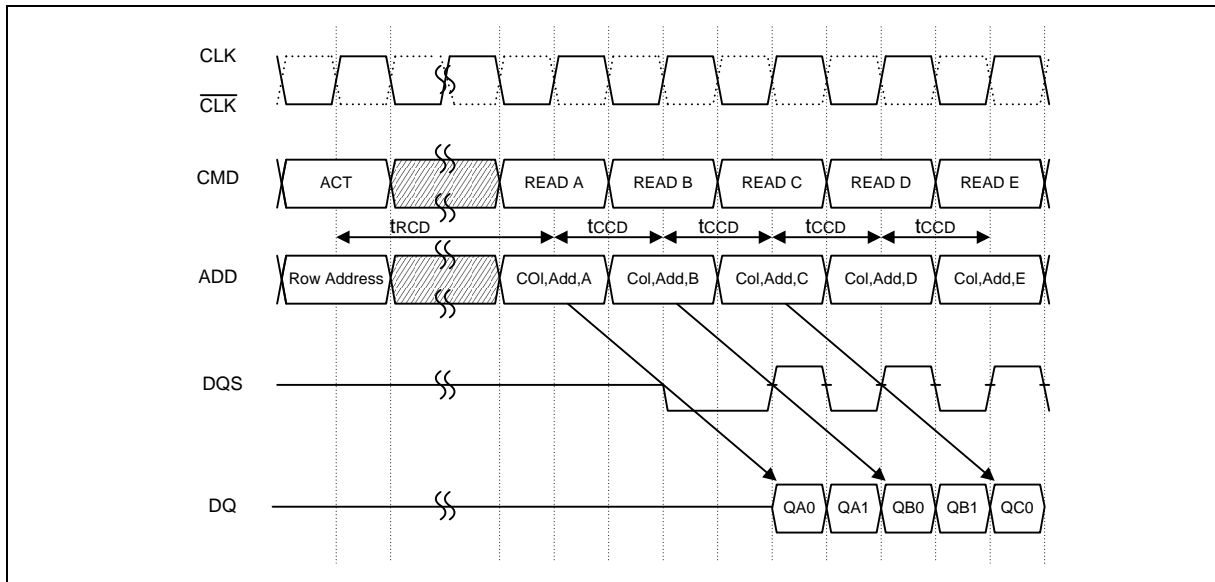 CLK
CLK
CMD
ACT
READ A
READ B
READ C
READ D
READ E
tRCD
tCCD
tCCD
tCCD
tCCD
ADD
Row Address
COl,Add,A
Col,Add,B
Col,Add,C
Col,Add,D
Col,Add,E
DQS
DQ
QA0
QA1
QB0
QB1
QC0